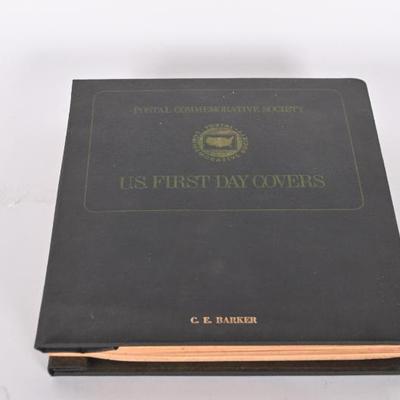 POSTAL COMMEMORATIVE SOCIETY
U.S. FIRST DAY COVERS
C. E. BARKER